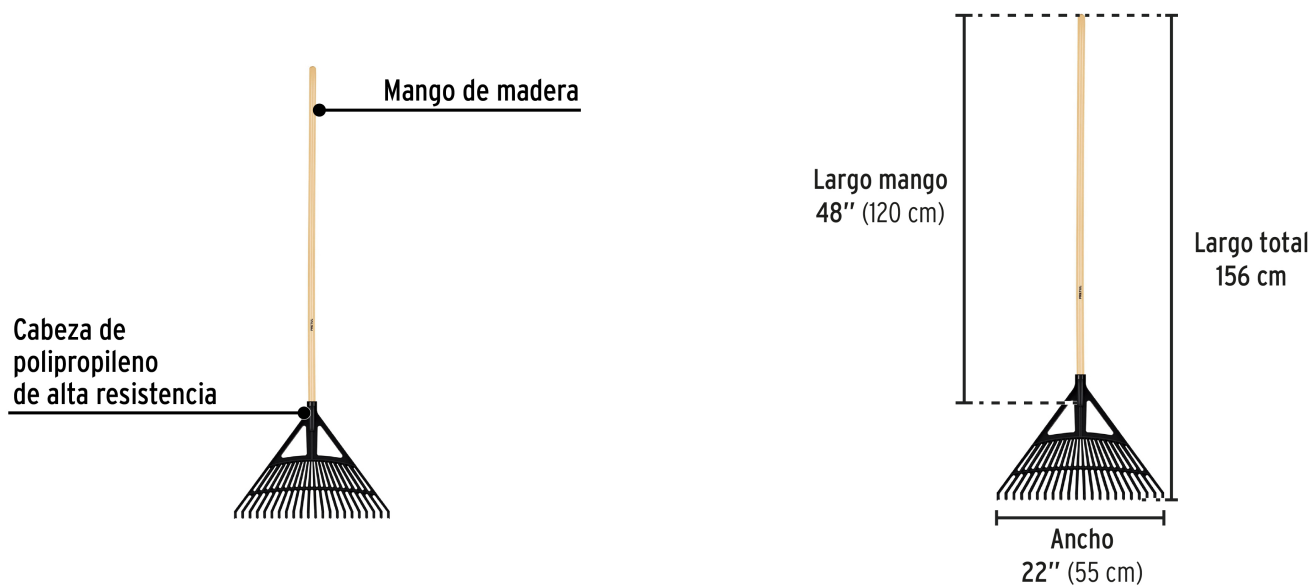 Mango de madera
Cabeza de
polipropileno
de alta resistencia
Largo mango
48’’ (120 cm)
Largo total
156 cm
Ancho
22’’ (55 cm)